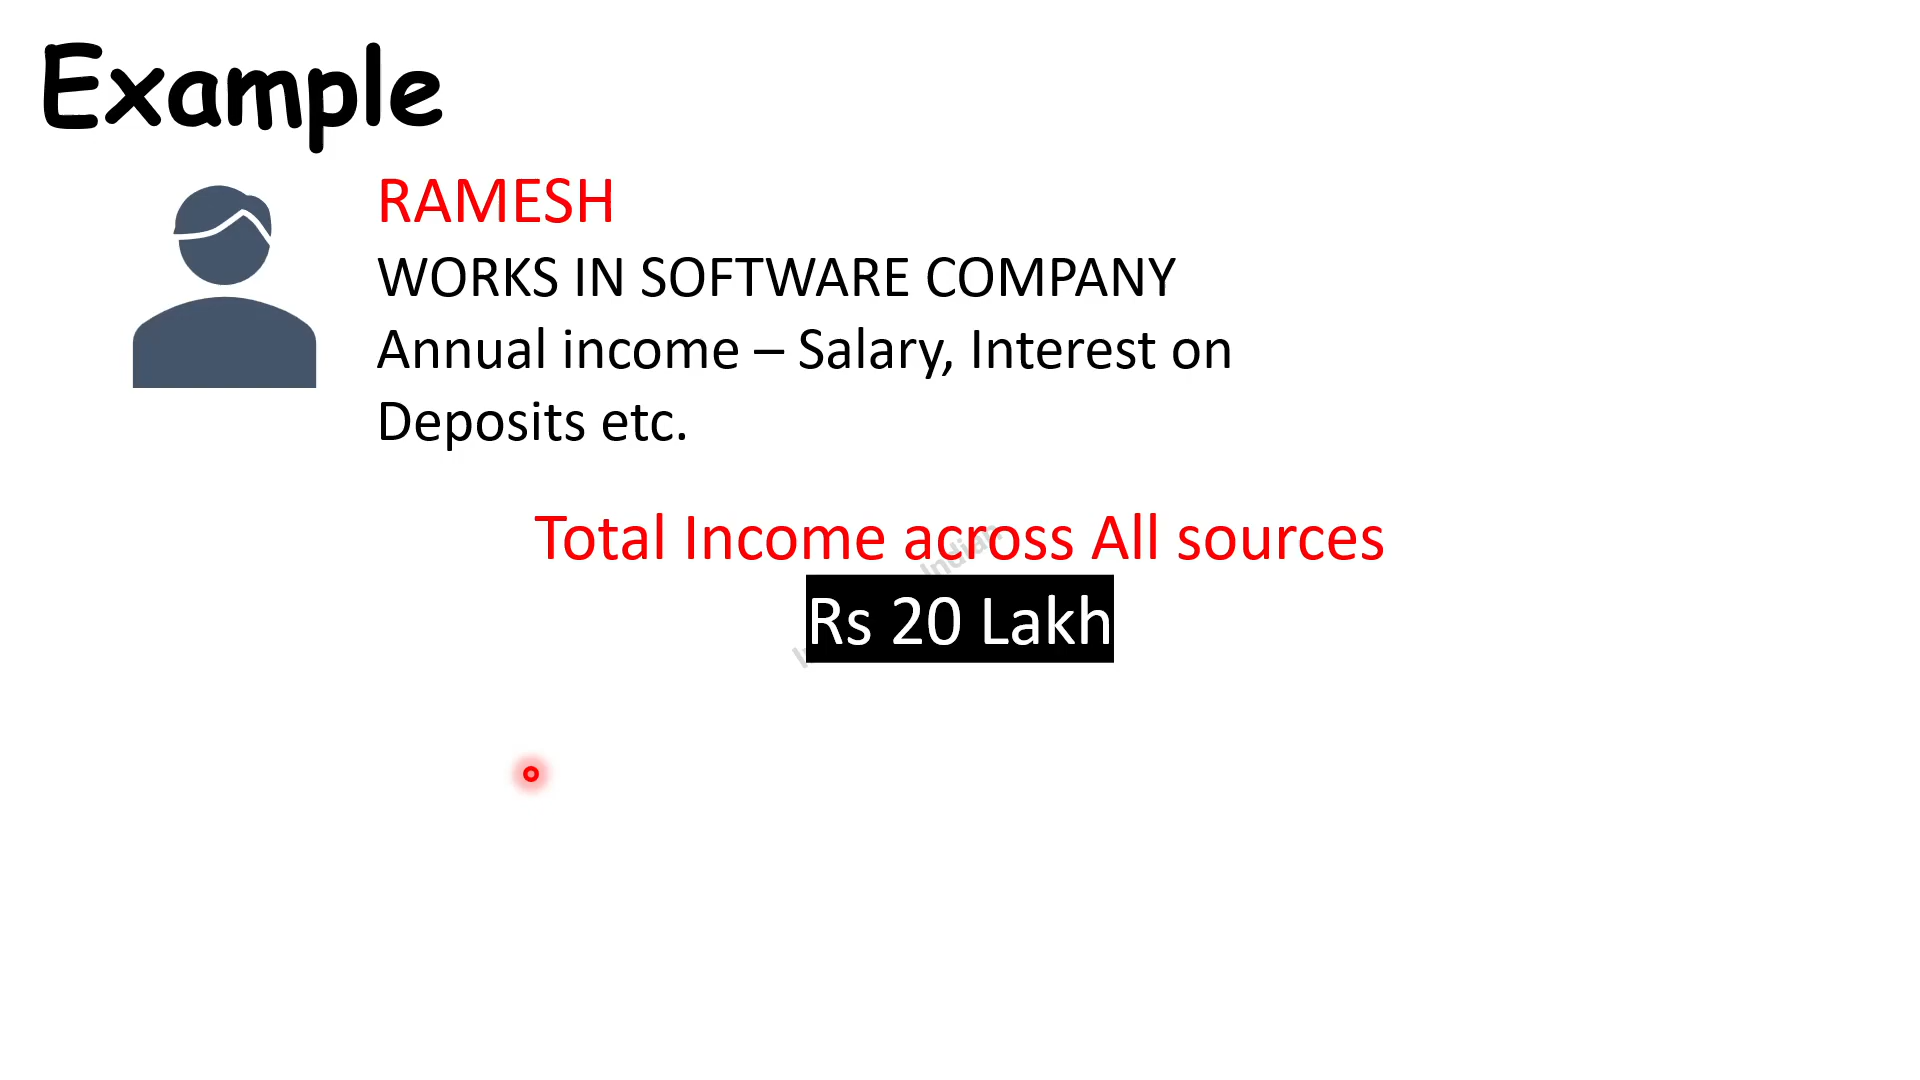 Example
RAMESH
WORKS IN SOFTWARE COMPANY
Annual income – Salary, Interest on
Deposits etc.
Total Income across All sources
Indian
Rs 20 Lakh